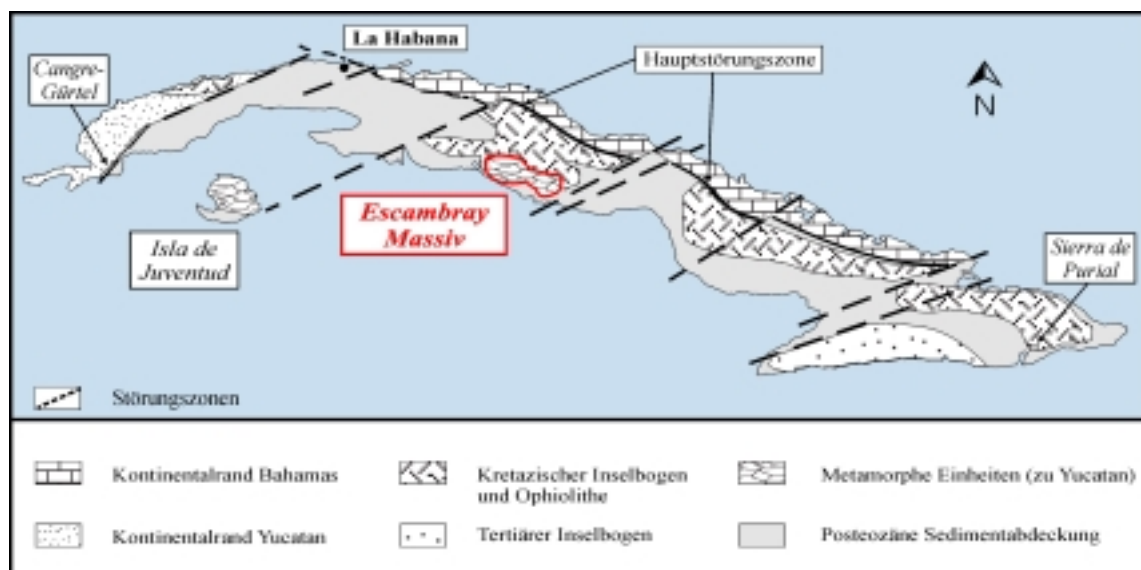 La Habana
Cangre-
Gürtel
Hauptstörungszone
N
Escambray
Massiv
Isla de
Juventud
Sierra de
Purial
Störungszonen
Kontinentalrand Bahamas
Kretazischer Inselbogen
und Ophiolithe
Metamorphe Einheiten (zu Yucatan)
Kontinentalrand Yucatan
Tertiärer Inselbogen
Posteozäne Sedimentabdeckung